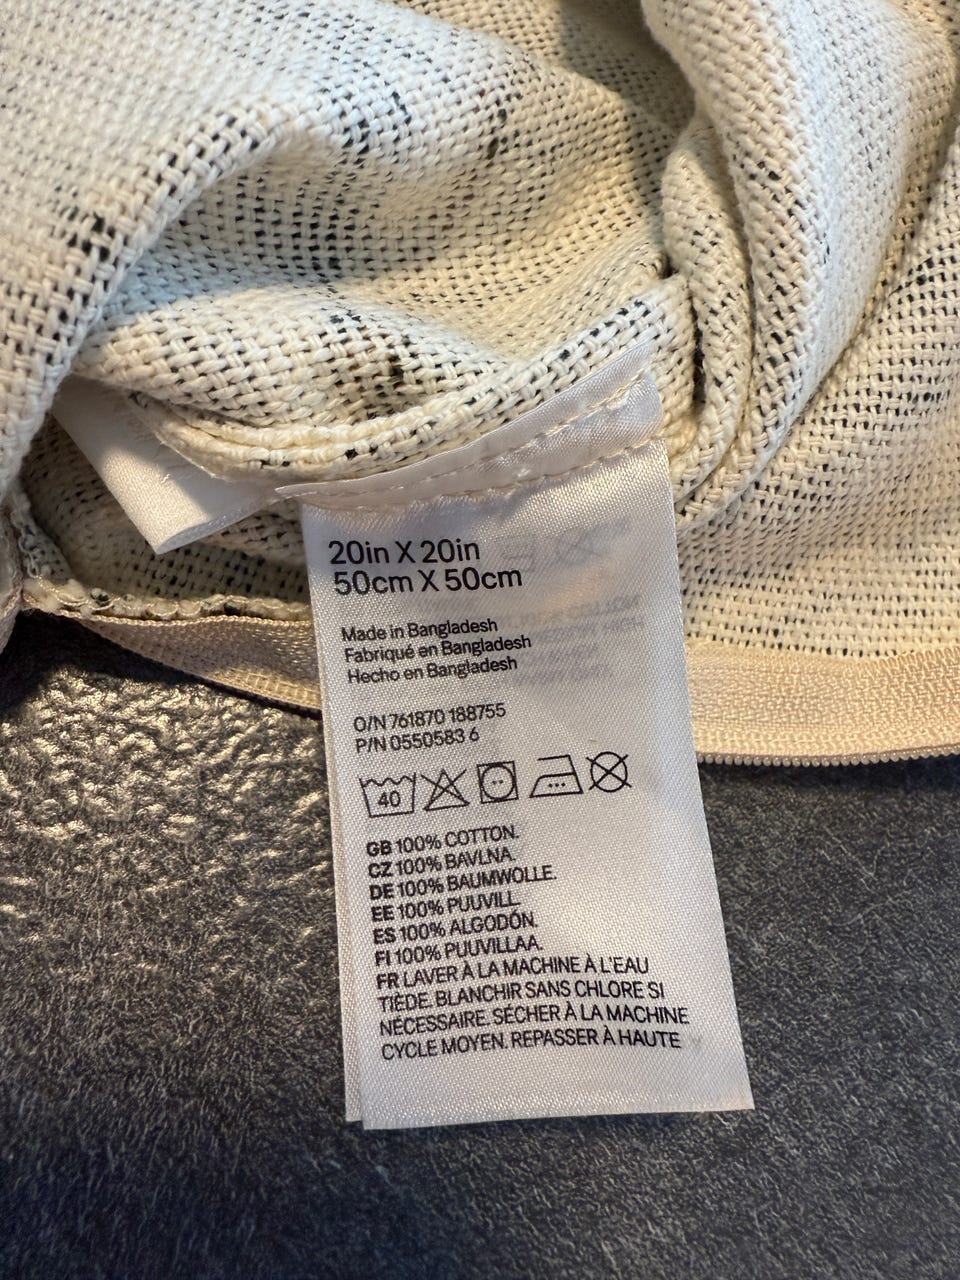 20in X 20in
50cm X 50cm
Made in Bangladesh
Fabriqué en Bangladesh
Hecho en Bangladesh
O/N 761870 188755
P/N 0550583 6
40
GB 100% COTTON.
CZ 100% BAVLNA.
DE 100% BAUMWOLLE.
EE 100% PUUVILL.
ES 100% ALGODÓN.
FI 100% PUUVILLAA.
FR LAVER À LA MACHINE À L'EAU
TIÈDE. BLANCHIR SANS CHLORE SI
NÉCESSAIRE. SÉCHER À LA MACHINE
CYCLE MOYEN. REPASSER À HAUTE